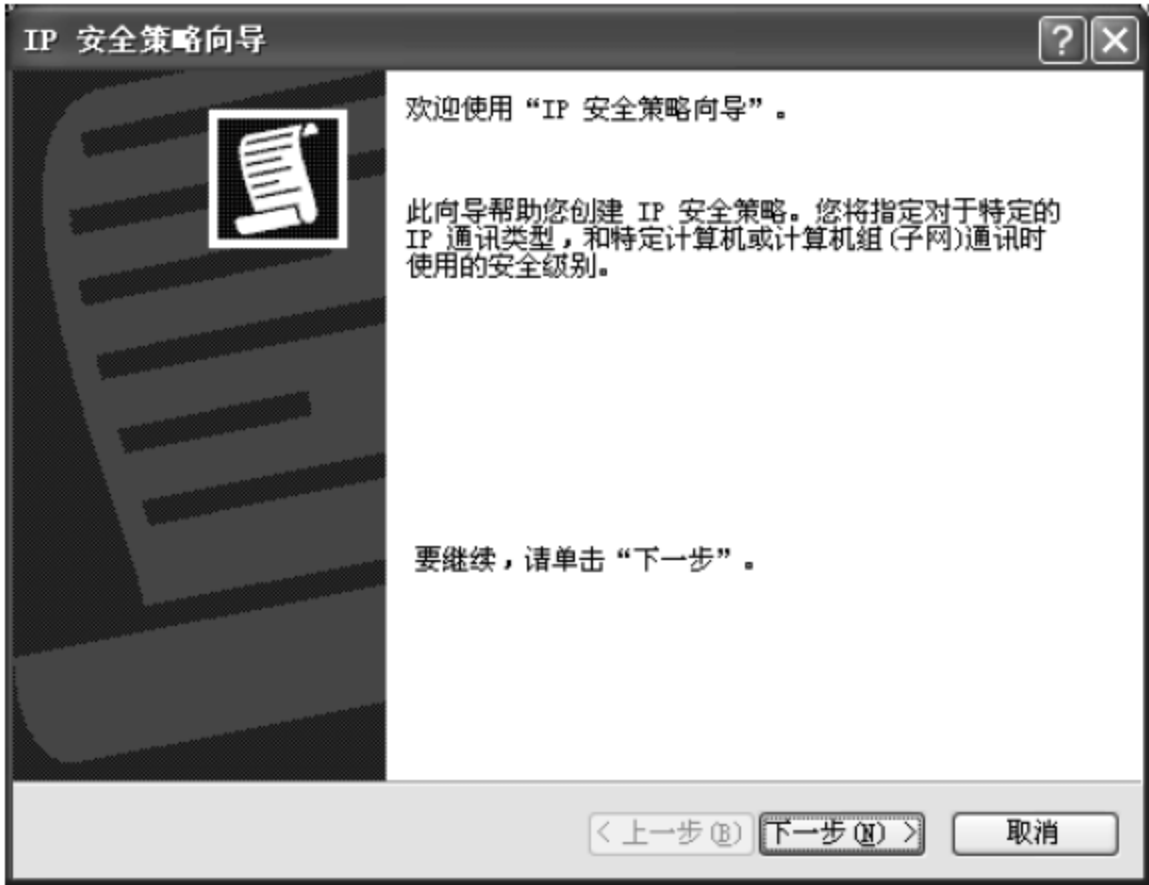 IP 安全策略向导
欢迎使用“IP 安全策略向导”。
此向导帮助您创建 IP 安全策略。您将指定对于特定的
IP 通讯类型，和特定计算机或计算机组(子网)通讯时
使用的安全级别。
要继续，请单击“下一步”。
< 上一步(B) 下一步(N) > 取消